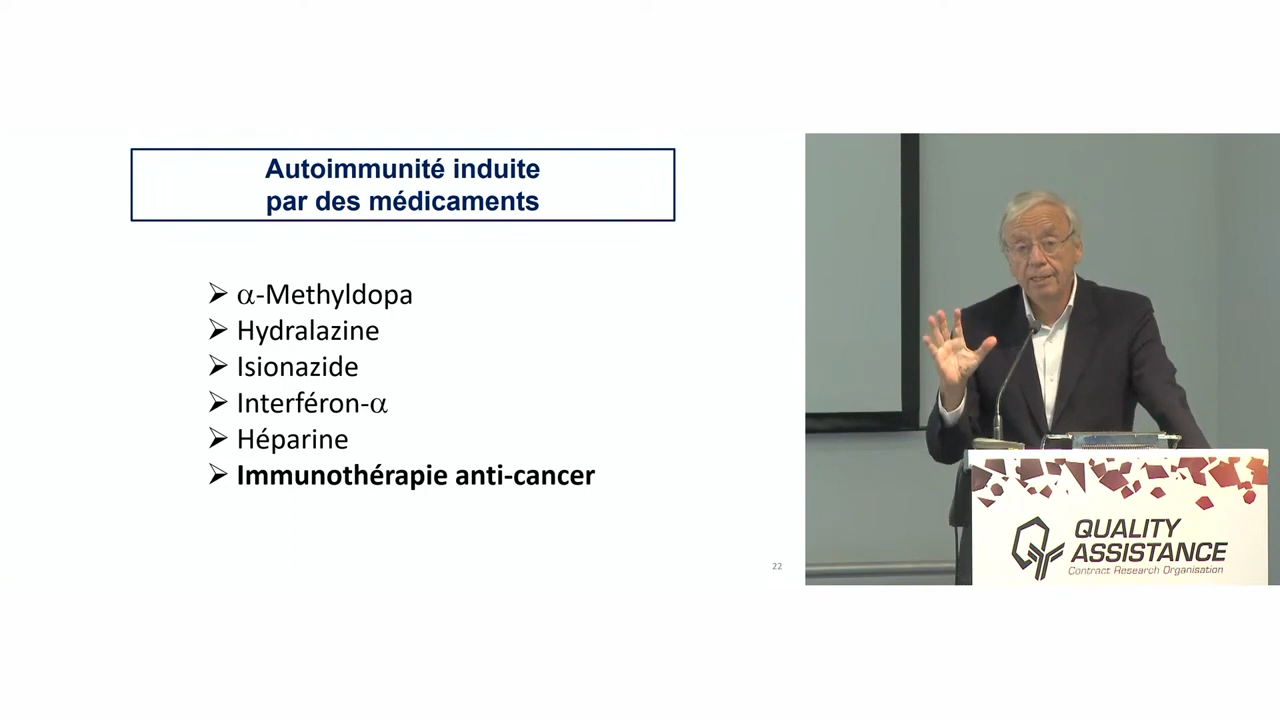 Autoimmunité induite
par des médicaments
➢ α-Methyldopa
➢ Hydralazine
➢ Isionazide
➢ Interféron-α
➢ Héparine
➢ Immunothérapie anti-cancer
22
QUALITY
ASSISTANCE
Contract Research Organisation